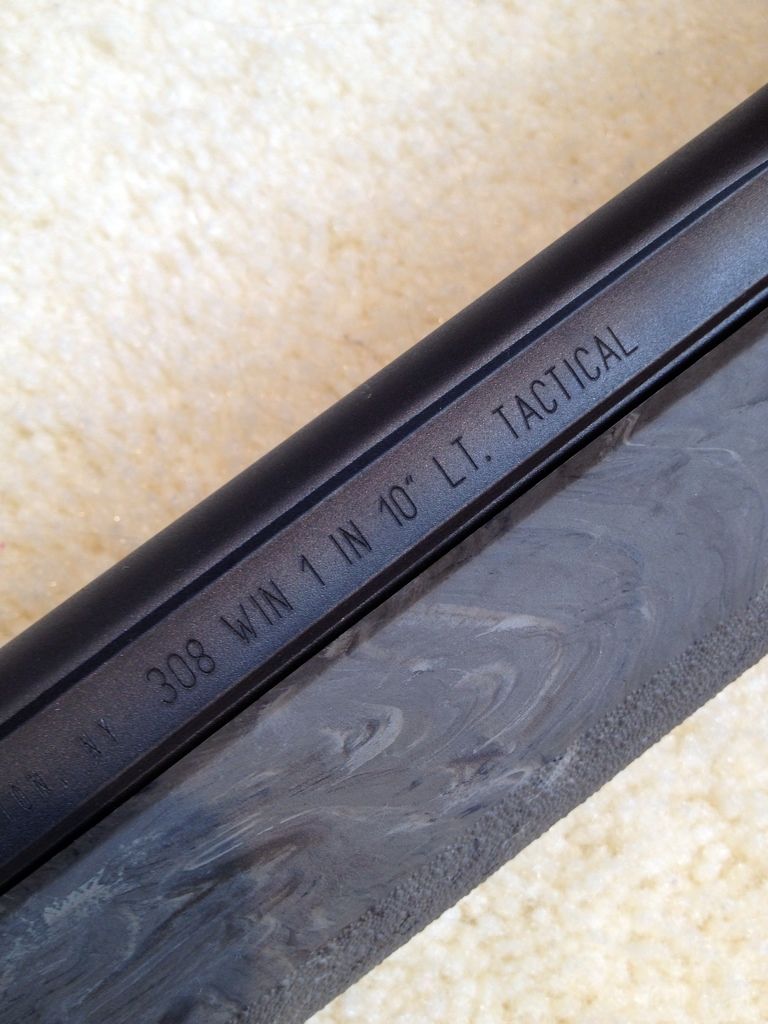 308 WIN 1 IN 10" LT. TACTICAL